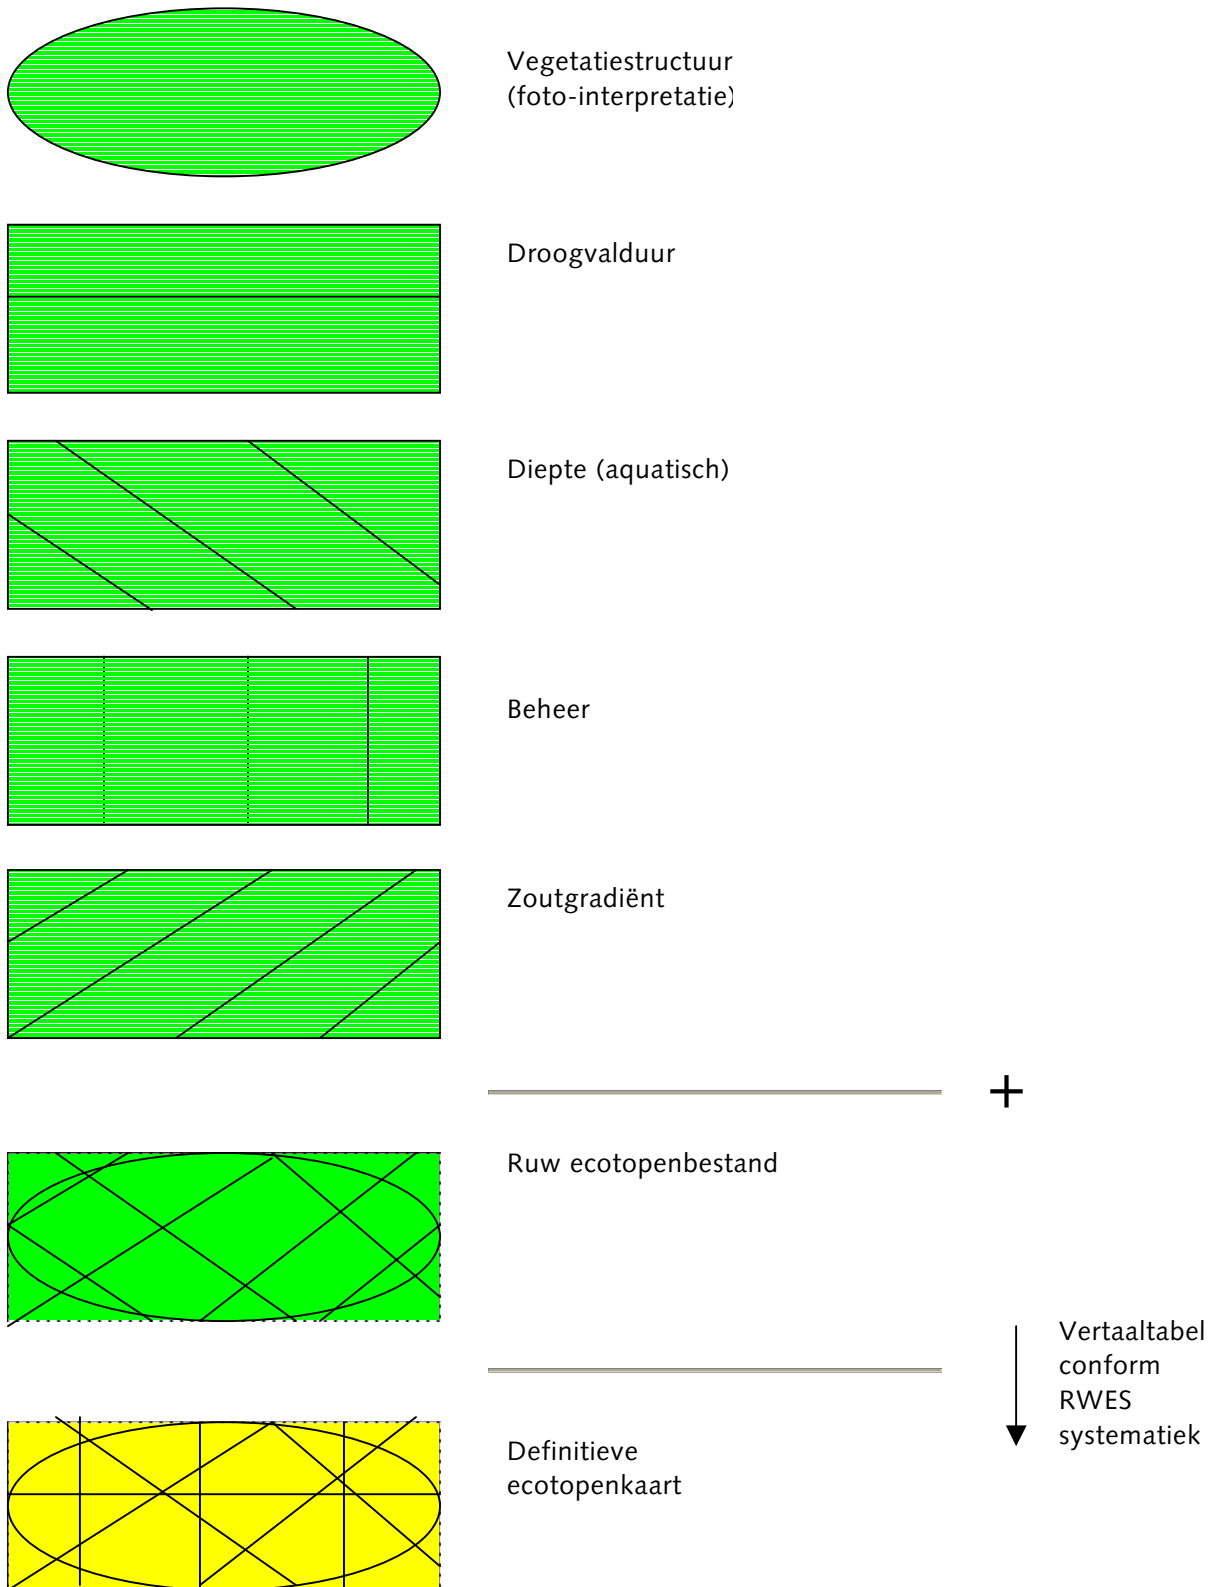 Vegetatiestructuur
(foto-interpretatie)
Droogvalduur
Diepte (aquatisch)
Beheer
Zoutgradiënt
+
Ruw ecotopenbestand
Vertaaltabel
conform
RWES
systematiek
Definitieve
ecotopenkaart